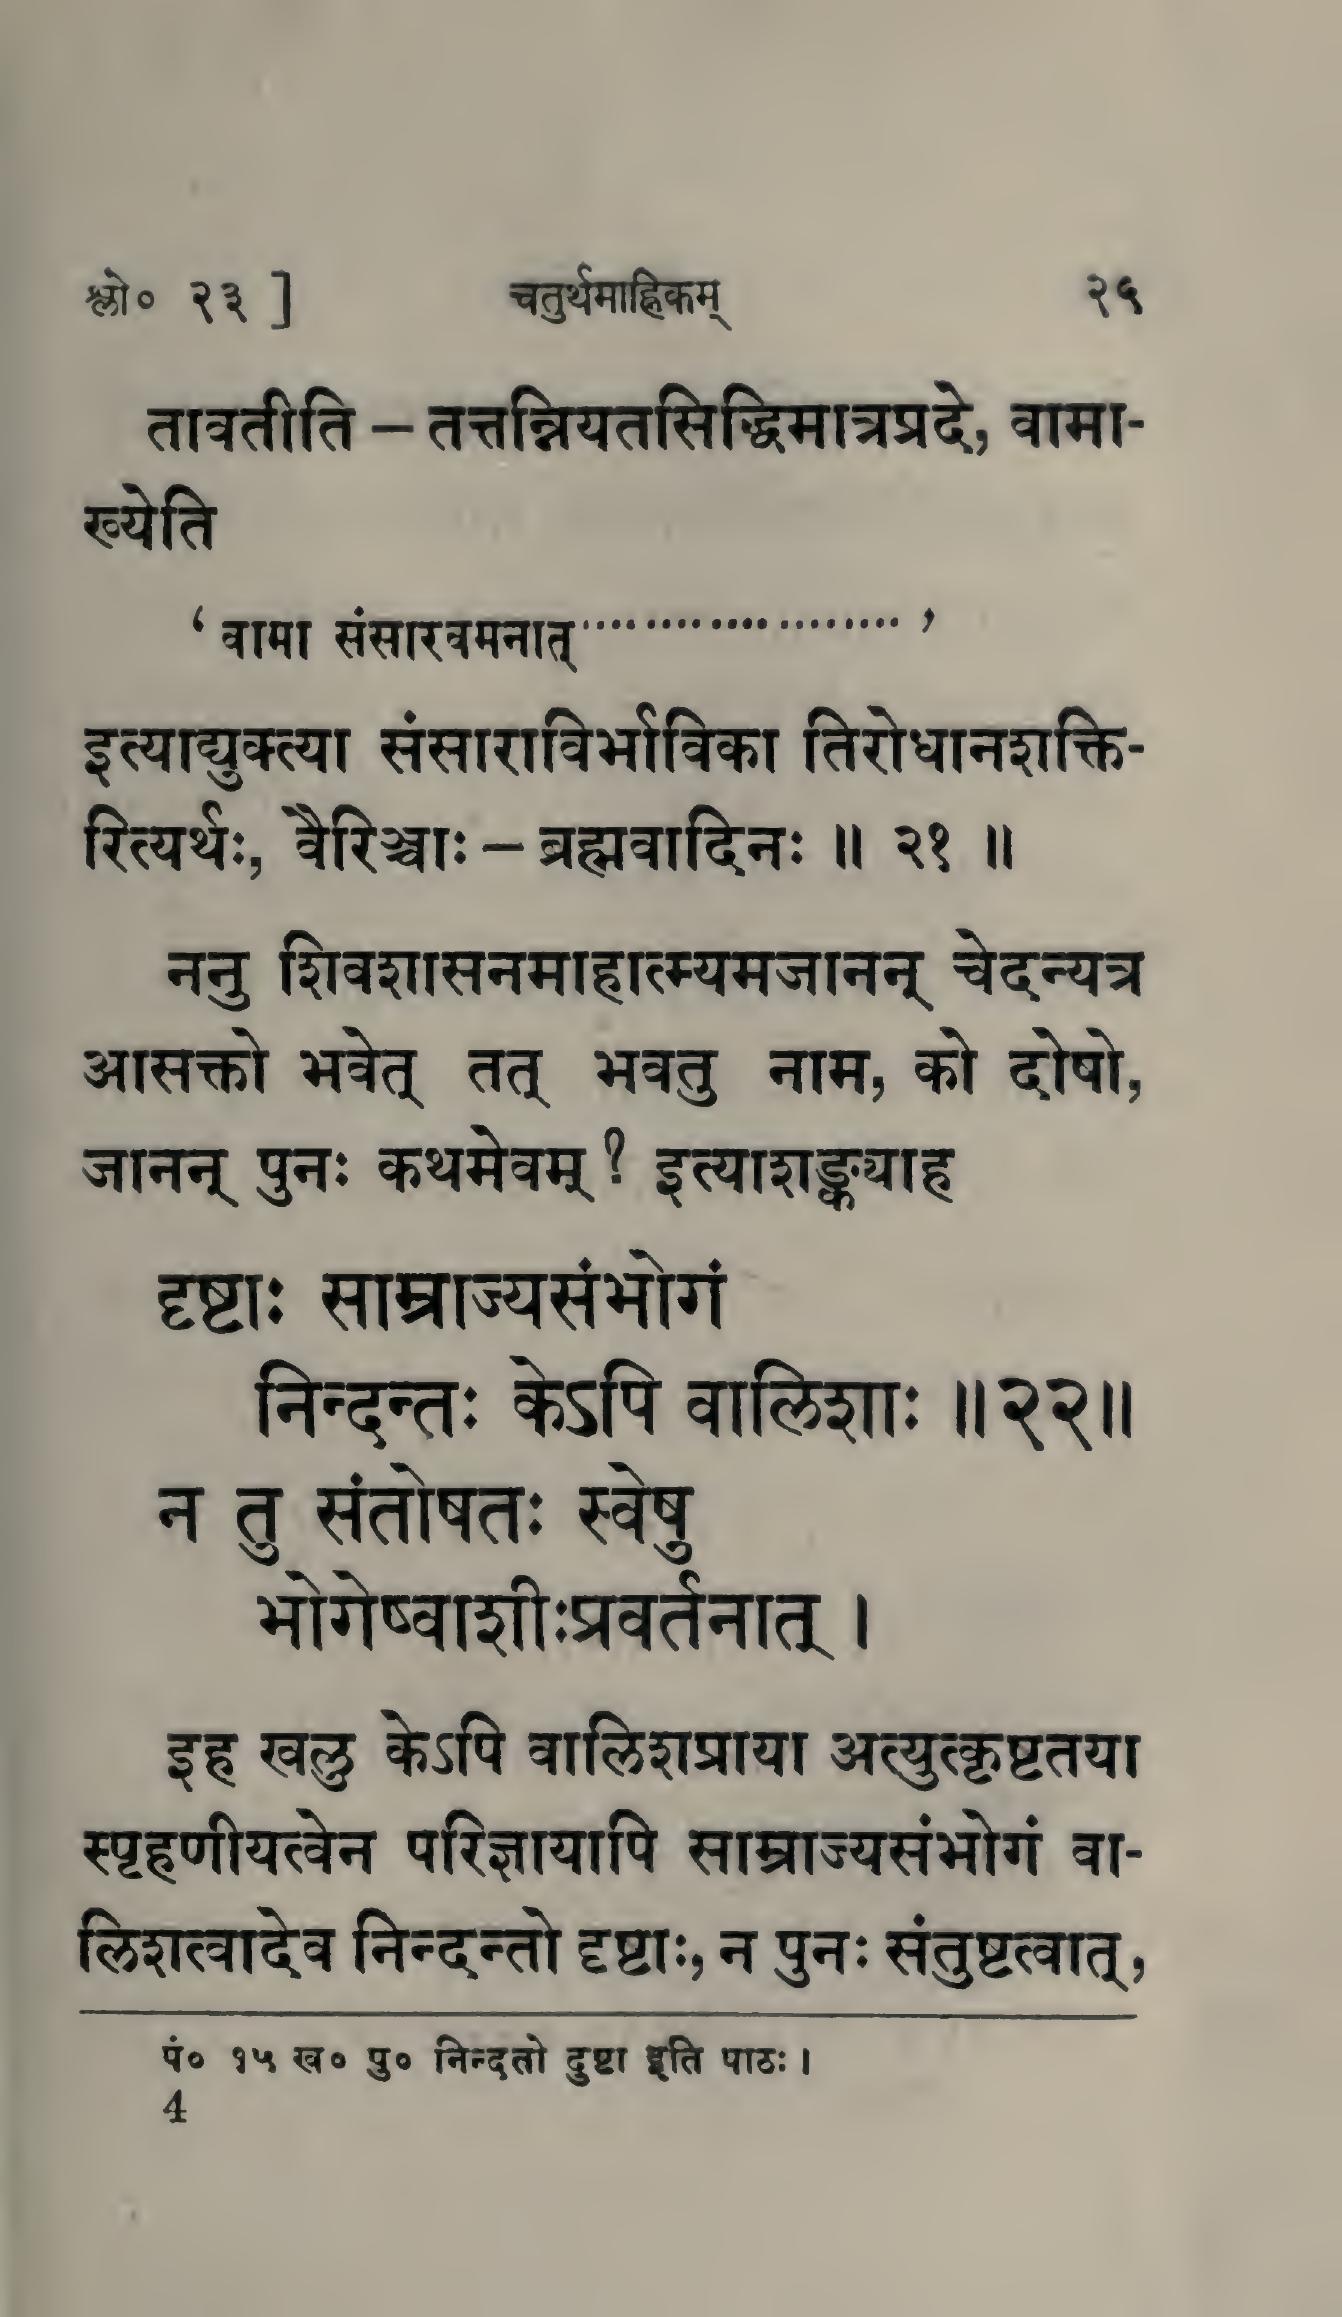 श्लो० २३ ] चतुर्थमाह्निकम् २५
तावतीति – तत्तन्नियतसिद्धिमात्रप्रदे, वामा-
ख्येति
‘ वामा संसारवमनात्····················· ’
इत्याद्युक्त्या संसाराविर्भाविका तिरोधानशक्ति-
रित्यर्थः, वैरिञ्चाः – ब्रह्मवादिनः ॥ २१ ॥
ननु शिवशासनमाहात्म्यमजानन् चेदन्यत्र
आसक्तो भवेत् तत् भवतु नाम, को दोषो,
जानन् पुनः कथमेवम् ? इत्याशङ्क्याह
दृष्टाः साम्राज्यसंभोगं
निन्दन्तः केऽपि वालिशाः ॥२२॥
न तु संतोषतः स्वेषु
भोगेष्वाशीःप्रवर्तनात् ।
इह खलु केऽपि वालिशप्राया अत्युत्कृष्टतया
स्पृहणीयत्वेन परिज्ञायापि साम्राज्यसंभोगं वा-
लिशत्वादेव निन्दन्तो दृष्टाः, न पुनः संतुष्टत्वात्,
पं० १५ ख० पु० निन्दतो दुष्टा इति पाठः ।
4